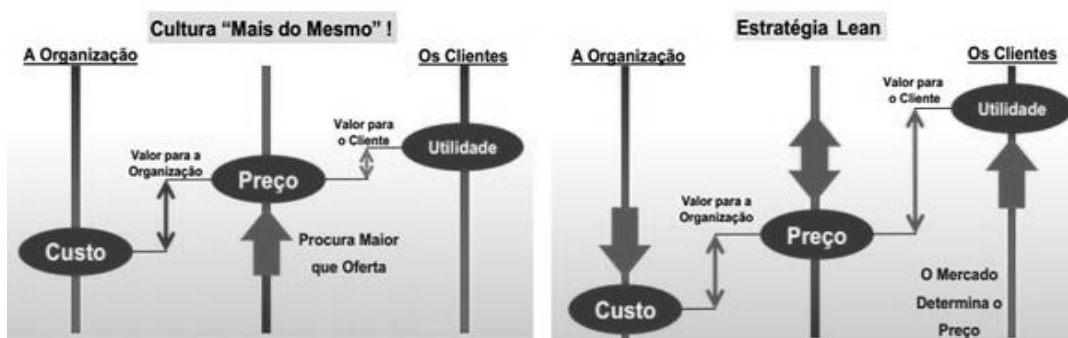 Cultura “Mais do Mesmo” !
A Organização
Os Clientes
Valor para a
Organização
Valor para
o Cliente
Utilidade
Preço
Custo
Procura Maior
que Oferta
Estratégia Lean
A Organização
Os Clientes
Valor para
o Cliente
Utilidade
Valor para a
Organização
Preço
Custo
O Mercado
Determina o
Preço